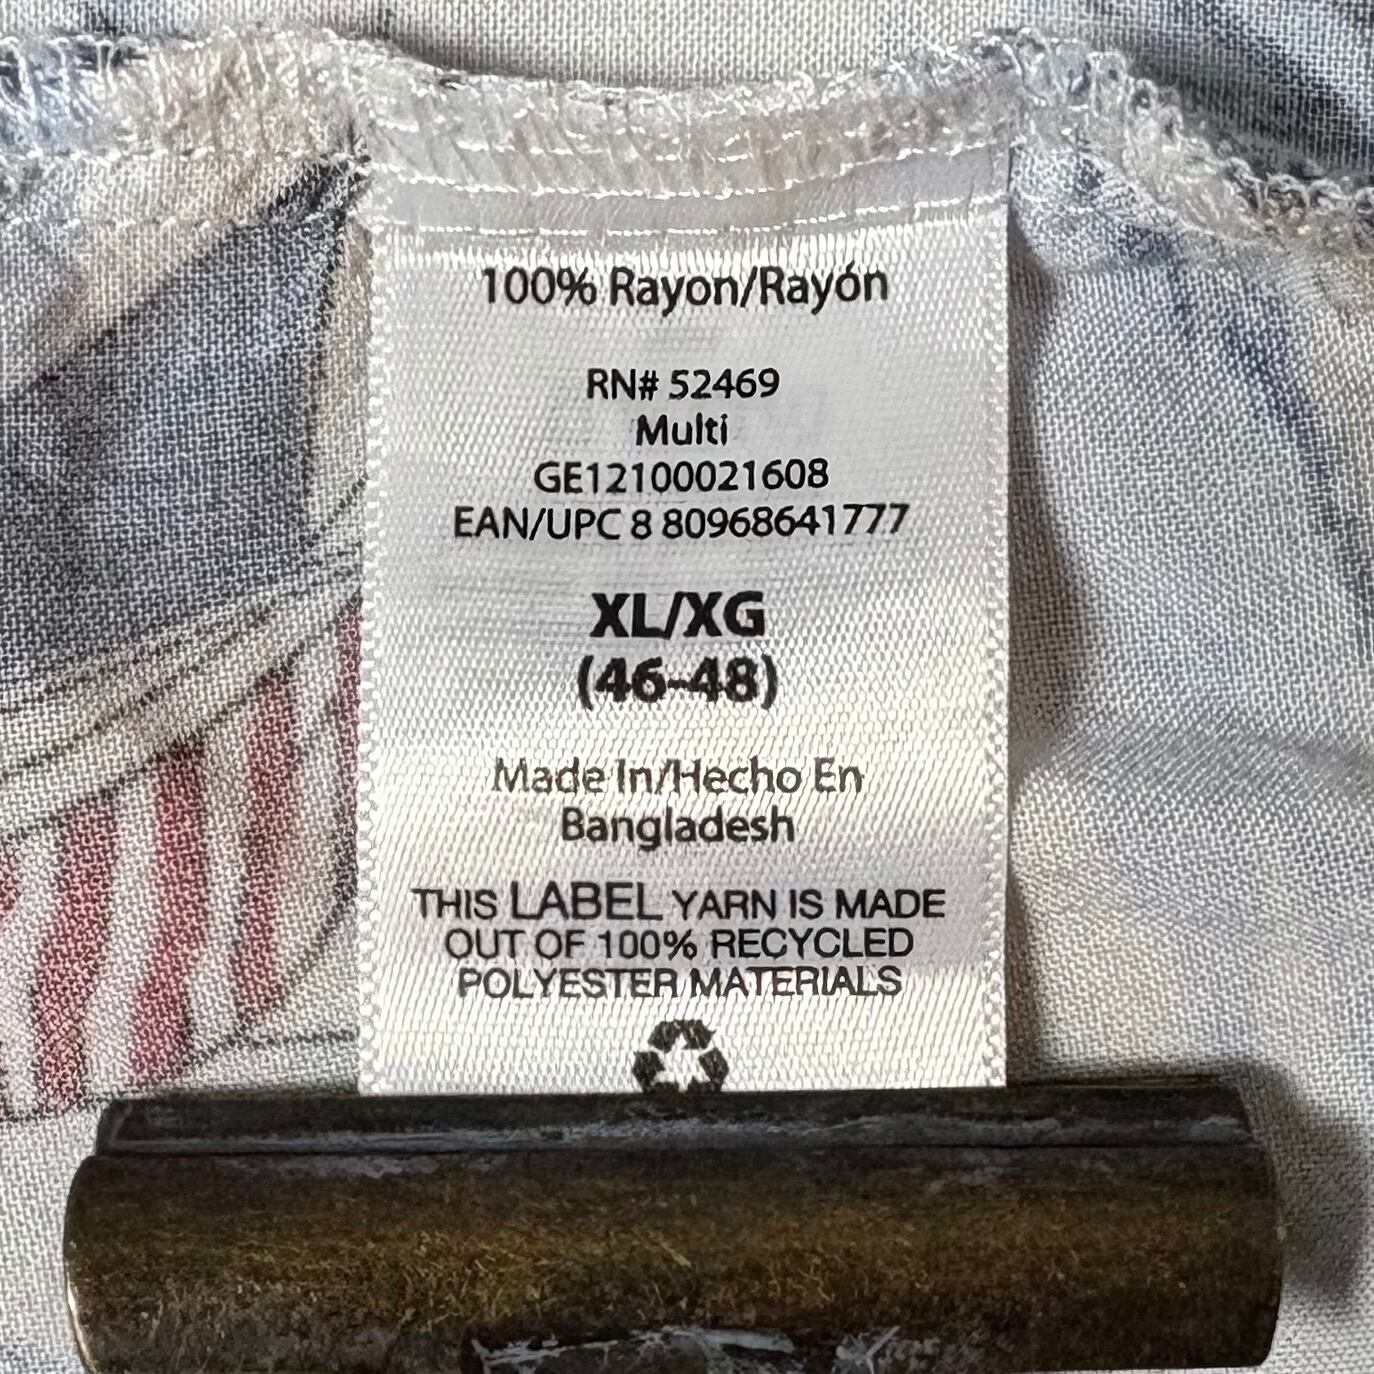 100% Rayon/Rayón
RN# 52469
Multi
GE12100021608
EAN/UPC 8 80968641777
XL/XG
(46-48)
Made In/Hecho En
Bangladesh
THIS LABEL YARN IS MADE
OUT OF 100% RECYCLED
POLYESTER MATERIALS